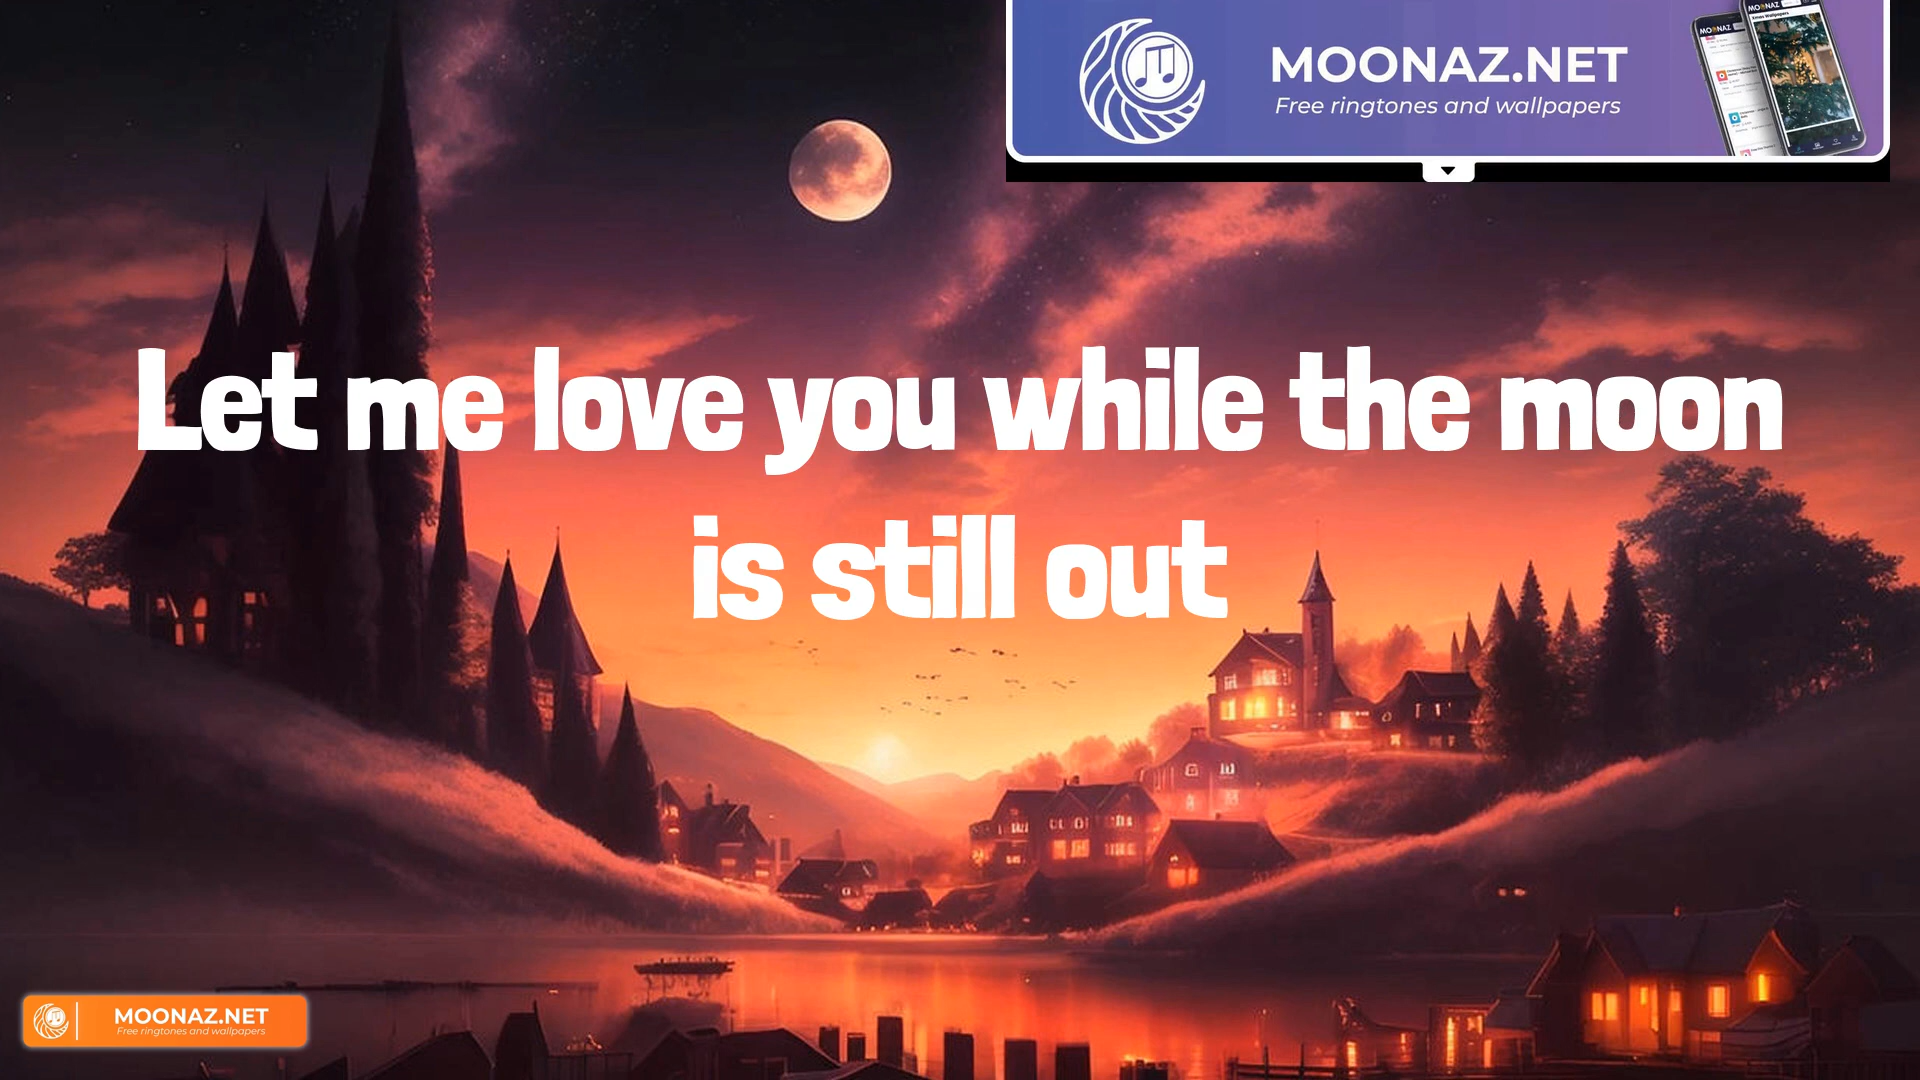 MOONAZ.NET
Free ringtones and wallpapers
Let me love you while the moon
is still out
MOONAZ.NET
Free ringtones and wallpapers